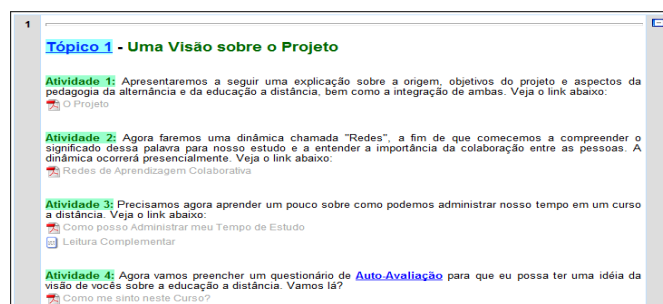 1
Tópico 1 - Uma Visão sobre o Projeto
Atividade 1: Apresentaremos a seguir uma explicação sobre a origem, objetivos do projeto e aspectos da
pedagogia da alternância e da educação a distância, bem como a integração de ambas. Veja o link abaixo:
O Projeto
Atividade 2: Agora faremos uma dinâmica chamada "Redes", a fim de que comecemos a compreender o
significado dessa palavra para nosso estudo e a entender a importância da colaboração entre as pessoas. A
dinâmica ocorrerá presencialmente. Veja o link abaixo:
Redes de Aprendizagem Colaborativa
Atividade 3: Precisamos agora aprender um pouco sobre como podemos administrar nosso tempo em um curso
a distância. Veja o link abaixo:
Como posso Administrar meu Tempo de Estudo
Leitura Complementar
Atividade 4: Agora vamos preencher um questionário de Auto-Avaliação para que eu possa ter uma idéia da
visão de vocês sobre a educação a distância. Vamos lá?
Como me sinto neste Curso?